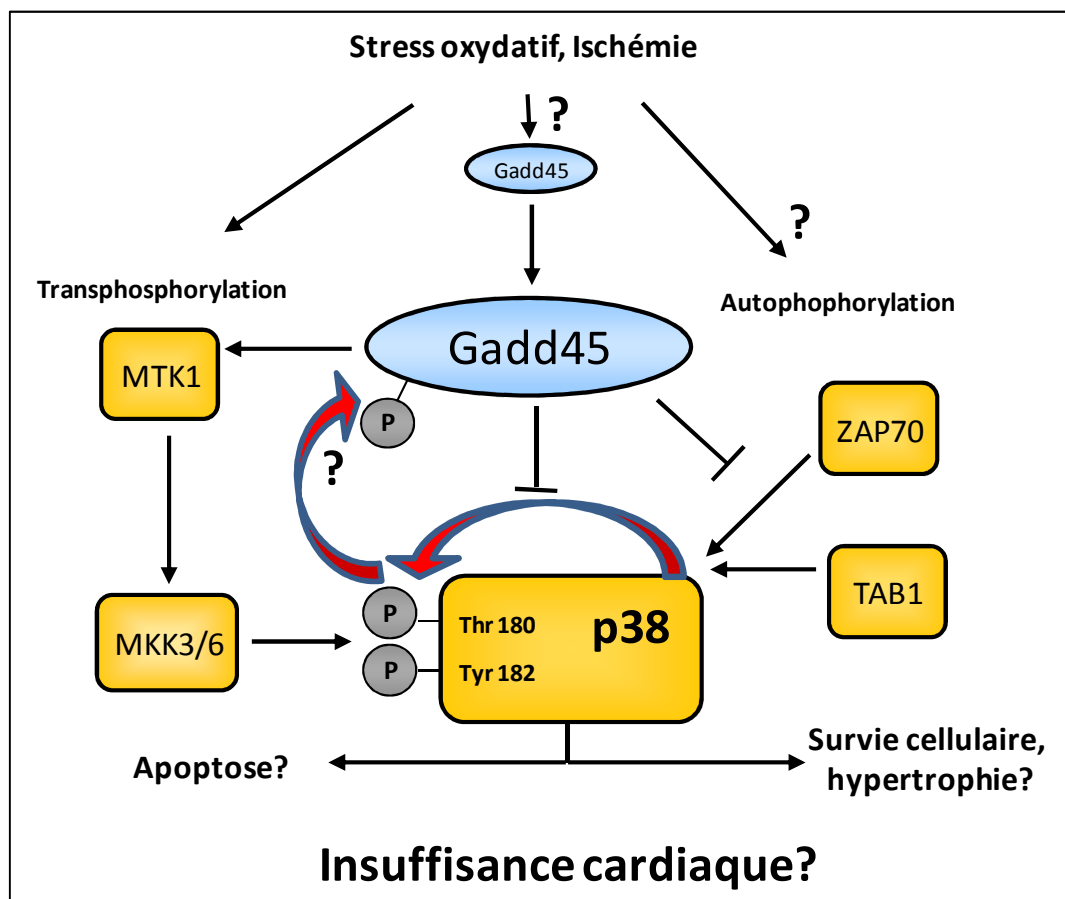 Stress oxydatif, Ischémie
?
Gadd45
?
Transphosphorylation
Autophophorylation
Gadd45
MTK1
P
ZAP70
?
P
Thr 180
p38
TAB1
MKK3/6
P
Tyr 182
Apoptose?
Survie cellulaire,
hypertrophie?
Insuffisance cardiaque?